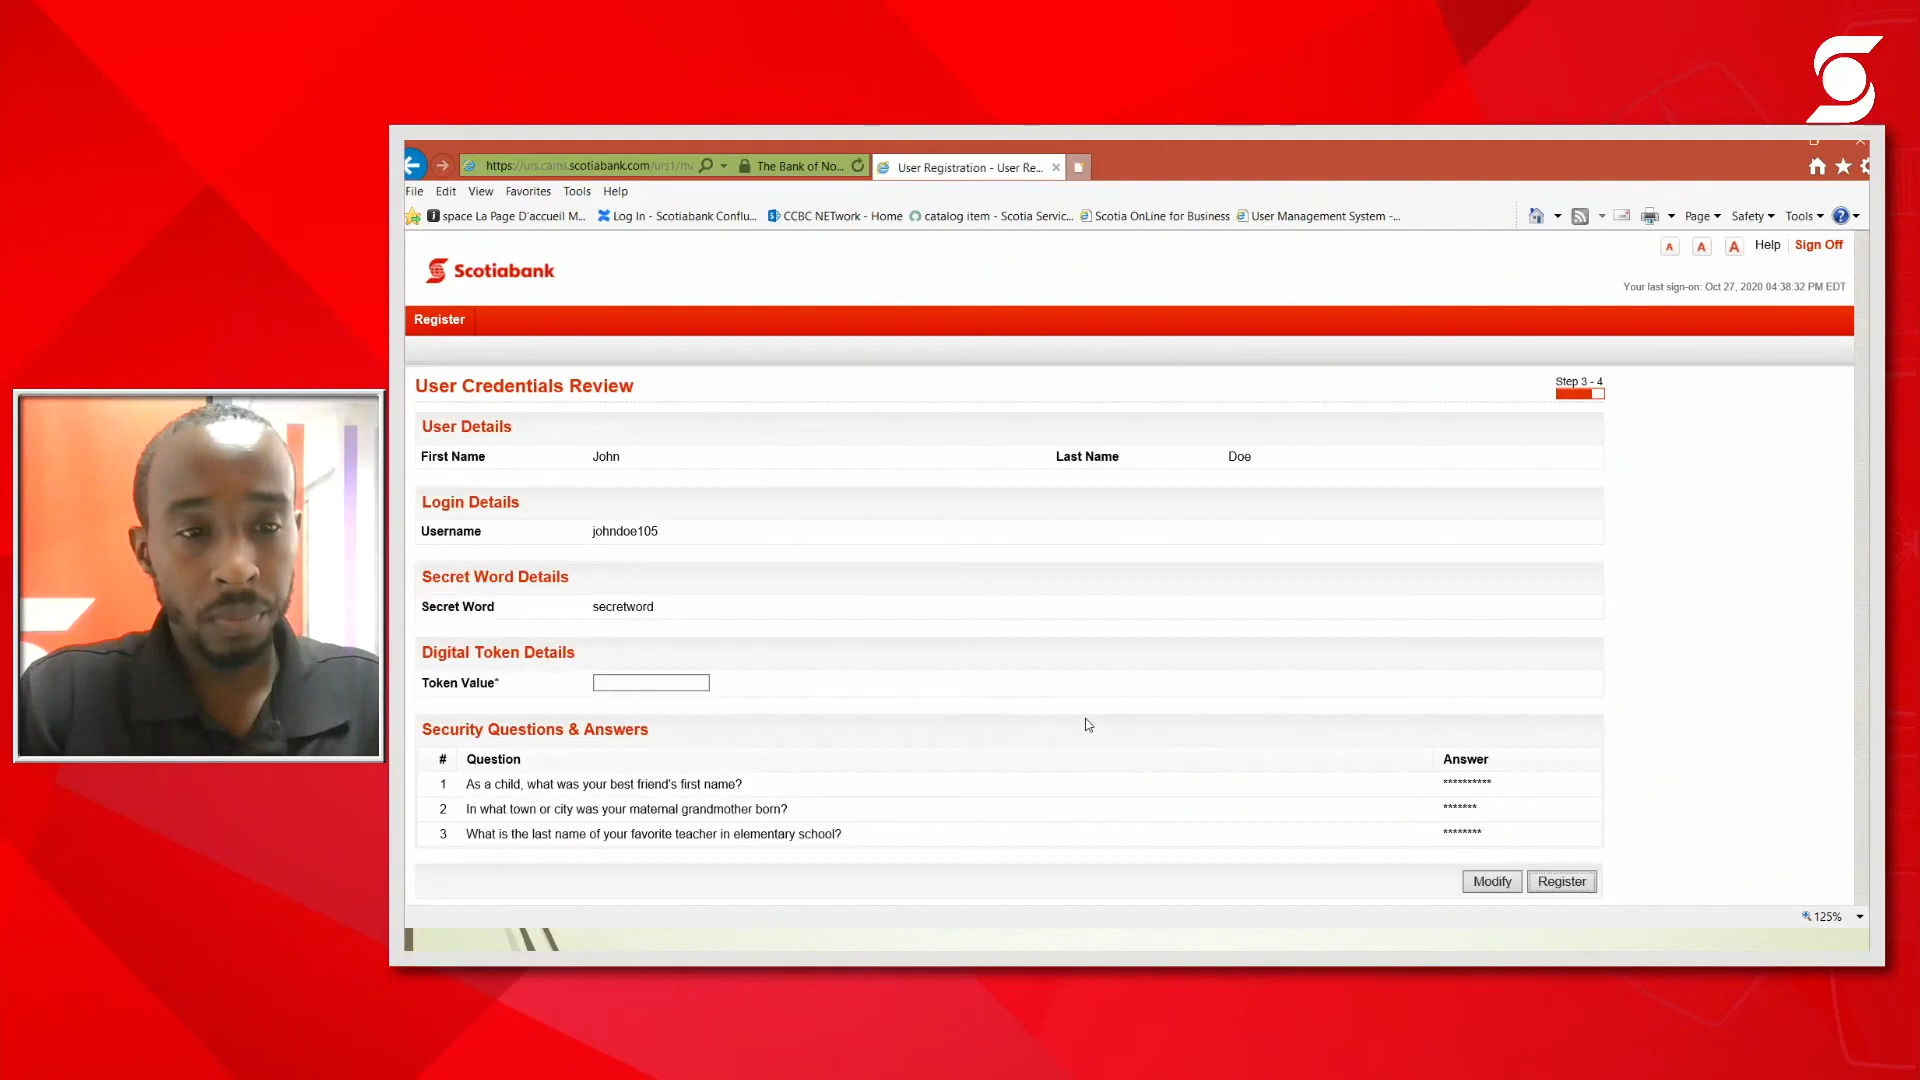 https://urs.cams.scotiabank.com/urs1/m
The Bank of No...
User Registration - User Re...
File Edit View Favorites Tools Help
space La Page D'accueil M...
Log In - Scotiabank Conflu...
CCBC NETwork - Home
catalog item - Scotia Servic...
Scotia OnLine for Business
User Management System -...
Page Safety Tools
A A A Help Sign Off
Scotiabank
Your last sign-on: Oct 27, 2020 04:38:32 PM EDT
Register
User Credentials Review
Step 3 - 4
User Details
First Name John Last Name Doe
Login Details
Username johndoe105
Secret Word Details
Secret Word secretword
Digital Token Details
Token Value*
Security Questions & Answers
# Question Answer
1 As a child, what was your best friend's first name? **********
2 In what town or city was your maternal grandmother born? *******
3 What is the last name of your favorite teacher in elementary school? ********
Modify Register
125%